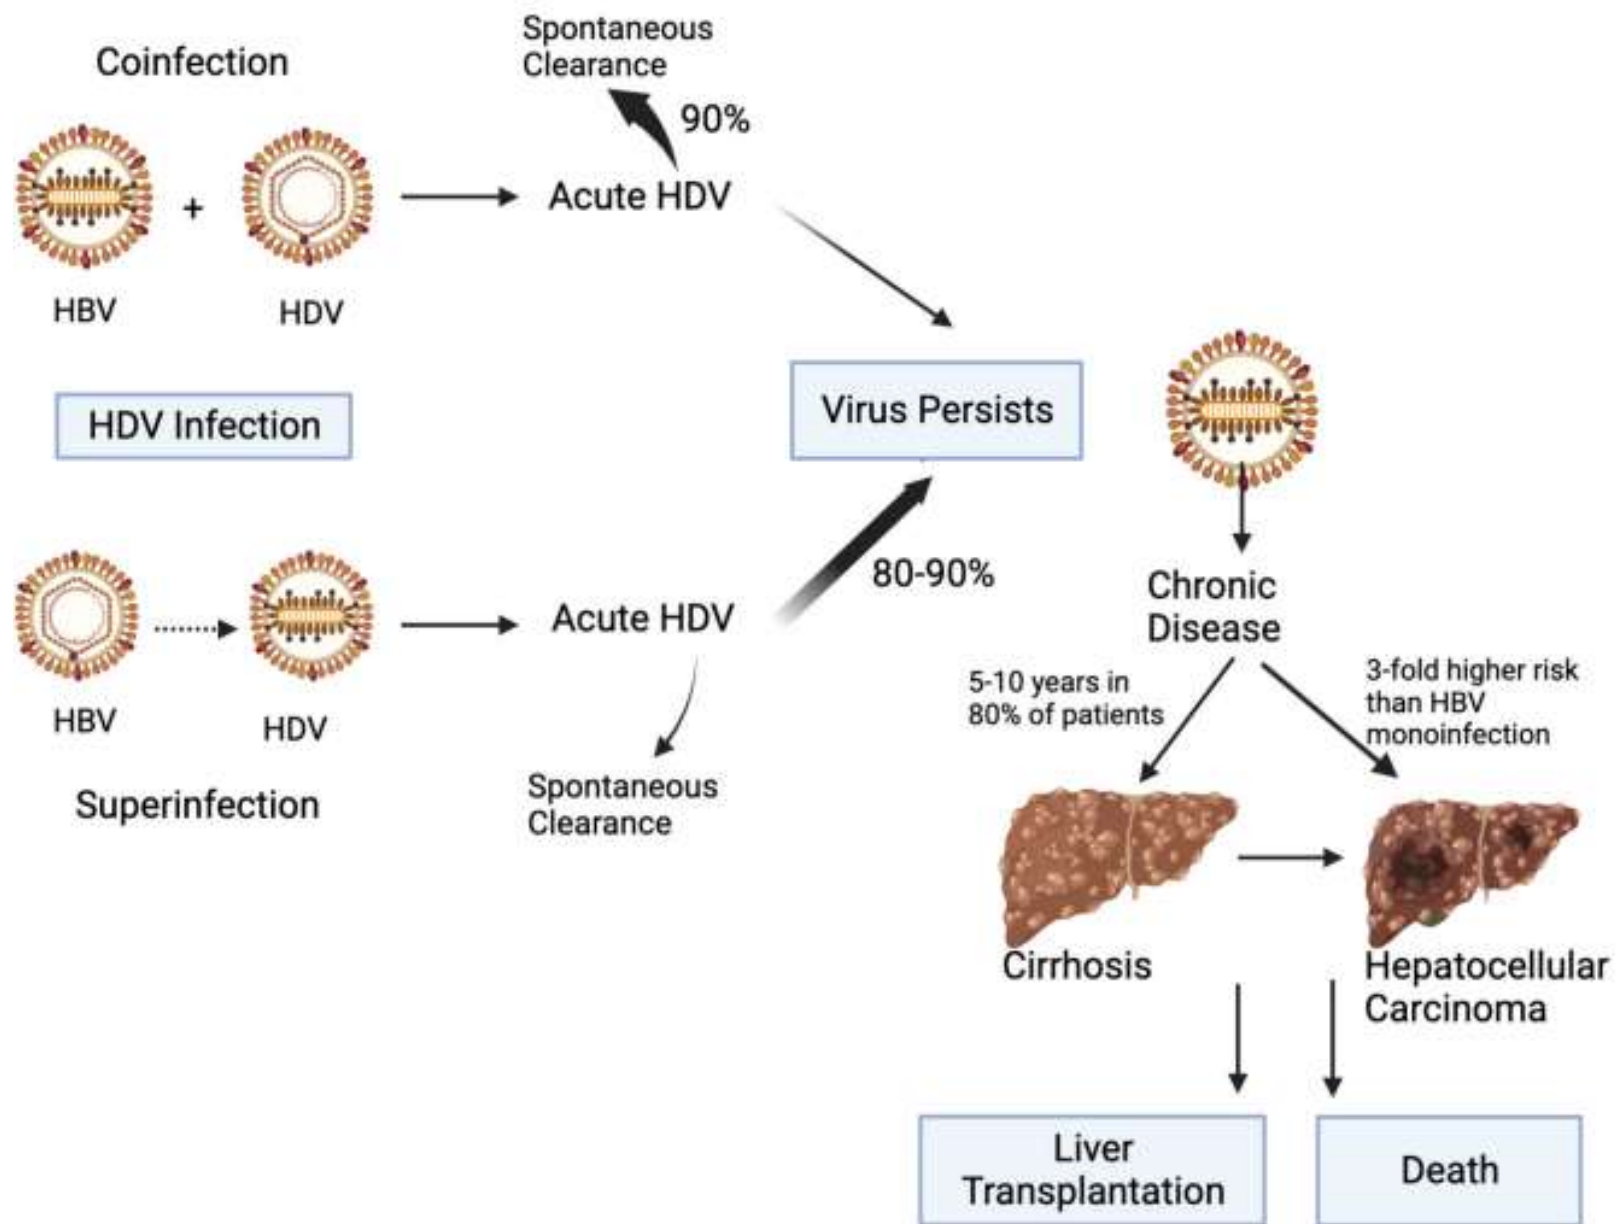 Coinfection
Spontaneous
Clearance
90%
HBV
+
HDV
Acute HDV
HDV Infection
Virus Persists
80-90%
HBV
HDV
Acute HDV
Superinfection
Spontaneous
Clearance
Chronic
Disease
5-10 years in
80% of patients
3-fold higher risk
than HBV
monoinfection
Cirrhosis
Hepatocellular
Carcinoma
Liver
Transplantation
Death